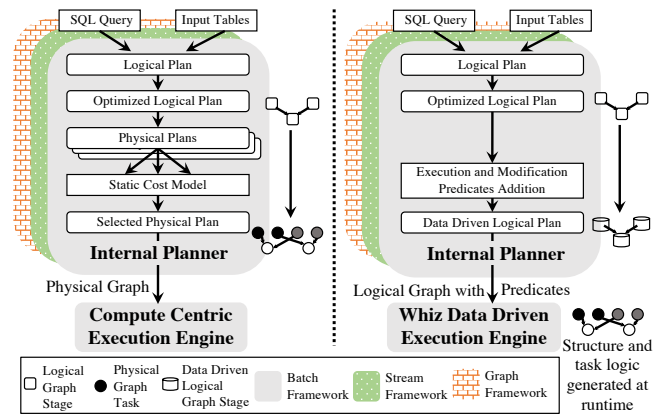 SQL Query
Input Tables
Logical Plan
Optimized Logical Plan
Physical Plans
Static Cost Model
Selected Physical Plan
Internal Planner
Physical Graph
Compute Centric
Execution Engine
SQL Query
Input Tables
Logical Plan
Optimized Logical Plan
Execution and Modification
Predicates Addition
Data Driven Logical Plan
Internal Planner
Logical Graph with Predicates
Whiz Data Driven
Execution Engine
Structure and
task logic
generated at
runtime
Logical
Graph
Stage
Physical
Graph
Task
Data Driven
Logical
Graph Stage
Batch
Framework
Stream
Framework
Graph
Framework